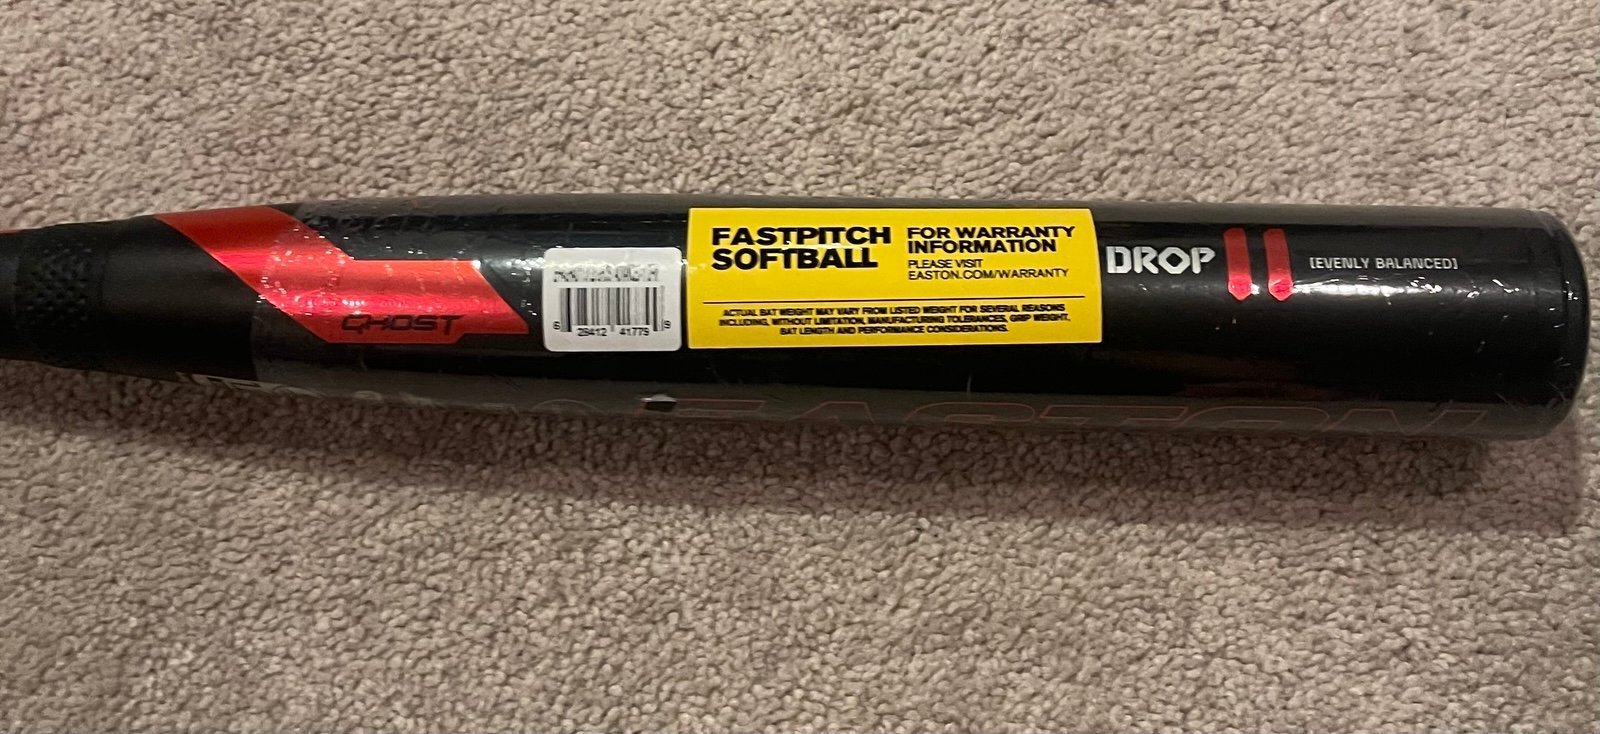 GHOST
6 28412 41779 9
FASTPITCH
SOFTBALL
FOR WARRANTY
INFORMATION
PLEASE VISIT
EASTON.COM/WARRANTY
ACTUAL BAT WEIGHT MAY VARY FROM LISTED WEIGHT FOR SEVERAL REASONS
INCLUDING, WITHOUT LIMITATION, MANUFACTURING TOLERANCES, GRIP WEIGHT,
BAT LENGTH AND PERFORMANCE CONSIDERATIONS.
DROP 11
[EVENLY BALANCED]
EASTON